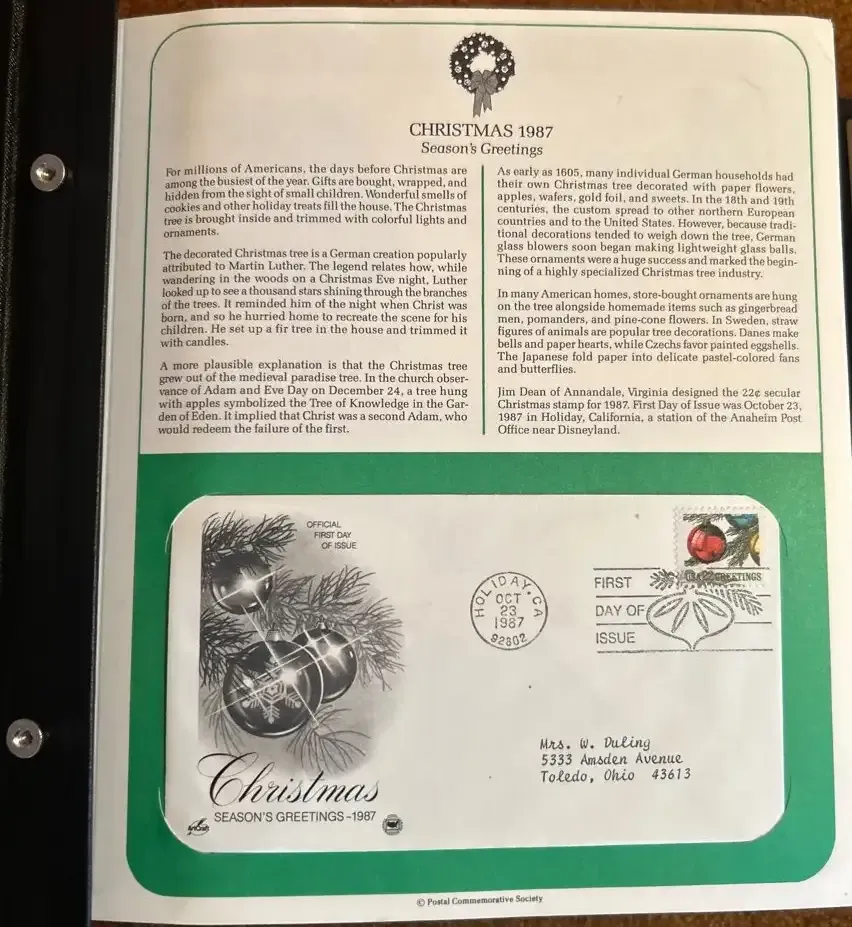 CHRISTMAS 1987
Season's Greetings
For millions of Americans, the days before Christmas are
among the busiest of the year. Gifts are bought, wrapped, and
hidden from the sight of small children. Wonderful smells of
cookies and other holiday treats fill the house. The Christmas
tree is brought inside and trimmed with colorful lights and
ornaments.
The decorated Christmas tree is a German creation popularly
attributed to Martin Luther. The legend relates how, while
wandering in the woods on a Christmas Eve night, Luther
looked up to see a thousand stars shining through the branches
of the trees. It reminded him of the night when Christ was
born, and so he hurried home to recreate the scene for his
children. He set up a fir tree in the house and trimmed it
with candles.
A more plausible explanation is that the Christmas tree
grew out of the medieval paradise tree. In the church obser-
vance of Adam and Eve Day on December 24, a tree hung
with apples symbolized the Tree of Knowledge in the Gar-
den of Eden. It implied that Christ was a second Adam, who
would redeem the failure of the first.
As early as 1605, many individual German households had
their own Christmas tree decorated with paper flowers,
apples, wafers, gold foil, and sweets. In the 18th and 19th
centuries, the custom spread to other northern European
countries and to the United States. However, because tradi-
tional decorations tended to weigh down the tree, German
glass blowers soon began making lightweight glass balls.
These ornaments were a huge success and marked the begin-
ning of a highly specialized Christmas tree industry.
In many American homes, store-bought ornaments are hung
on the tree alongside homemade items such as gingerbread
men, pomanders, and pine-cone flowers. In Sweden, straw
figures of animals are popular tree decorations. Danes make
bells and paper hearts, while Czechs favor painted eggshells.
The Japanese fold paper into delicate pastel-colored fans
and butterflies.
Jim Dean of Annandale, Virginia designed the 22¢ secular
Christmas stamp for 1987. First Day of Issue was October 23,
1987 in Holiday, California, a station of the Anaheim Post
Office near Disneyland.
OFFICIAL
FIRST DAY
OF ISSUE
HOLIDAY, CA
OCT
23
1987
92802
USA 22 GREETINGS
FIRST
DAY OF
ISSUE
Mrs. W. Duling
5333 Amsden Avenue
Toledo, Ohio 43613
Christmas
SEASON'S GREETINGS-1987
ArtCraft
© Postal Commemorative Society